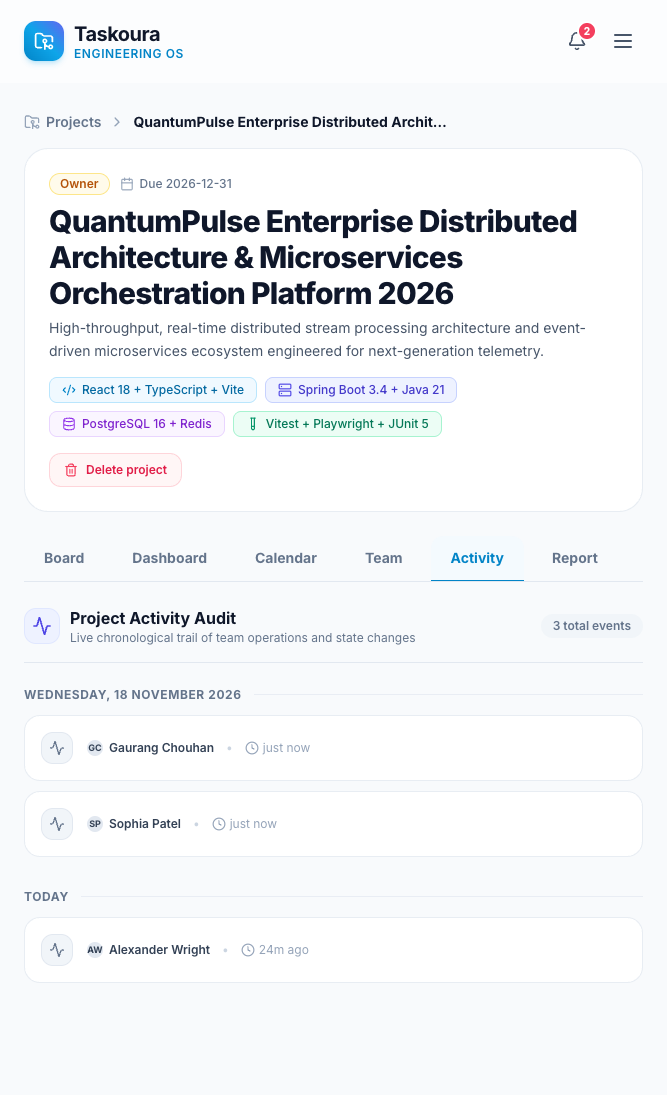 Taskoura
ENGINEERING OS
2
Projects
QuantumPulse Enterprise Distributed Archit...
Owner
Due 2026-12-31
QuantumPulse Enterprise Distributed
Architecture & Microservices
Orchestration Platform 2026
High-throughput, real-time distributed stream processing architecture and event-
driven microservices ecosystem engineered for next-generation telemetry.
React 18 + TypeScript + Vite
Spring Boot 3.4 + Java 21
PostgreSQL 16 + Redis
Vitest + Playwright + JUnit 5
Delete project
Board
Dashboard
Calendar
Team
Activity
Report
Project Activity Audit
Live chronological trail of team operations and state changes
3 total events
WEDNESDAY, 18 NOVEMBER 2026
GC Gaurang Chouhan • just now
SP Sophia Patel • just now
TODAY
AW Alexander Wright • 24m ago